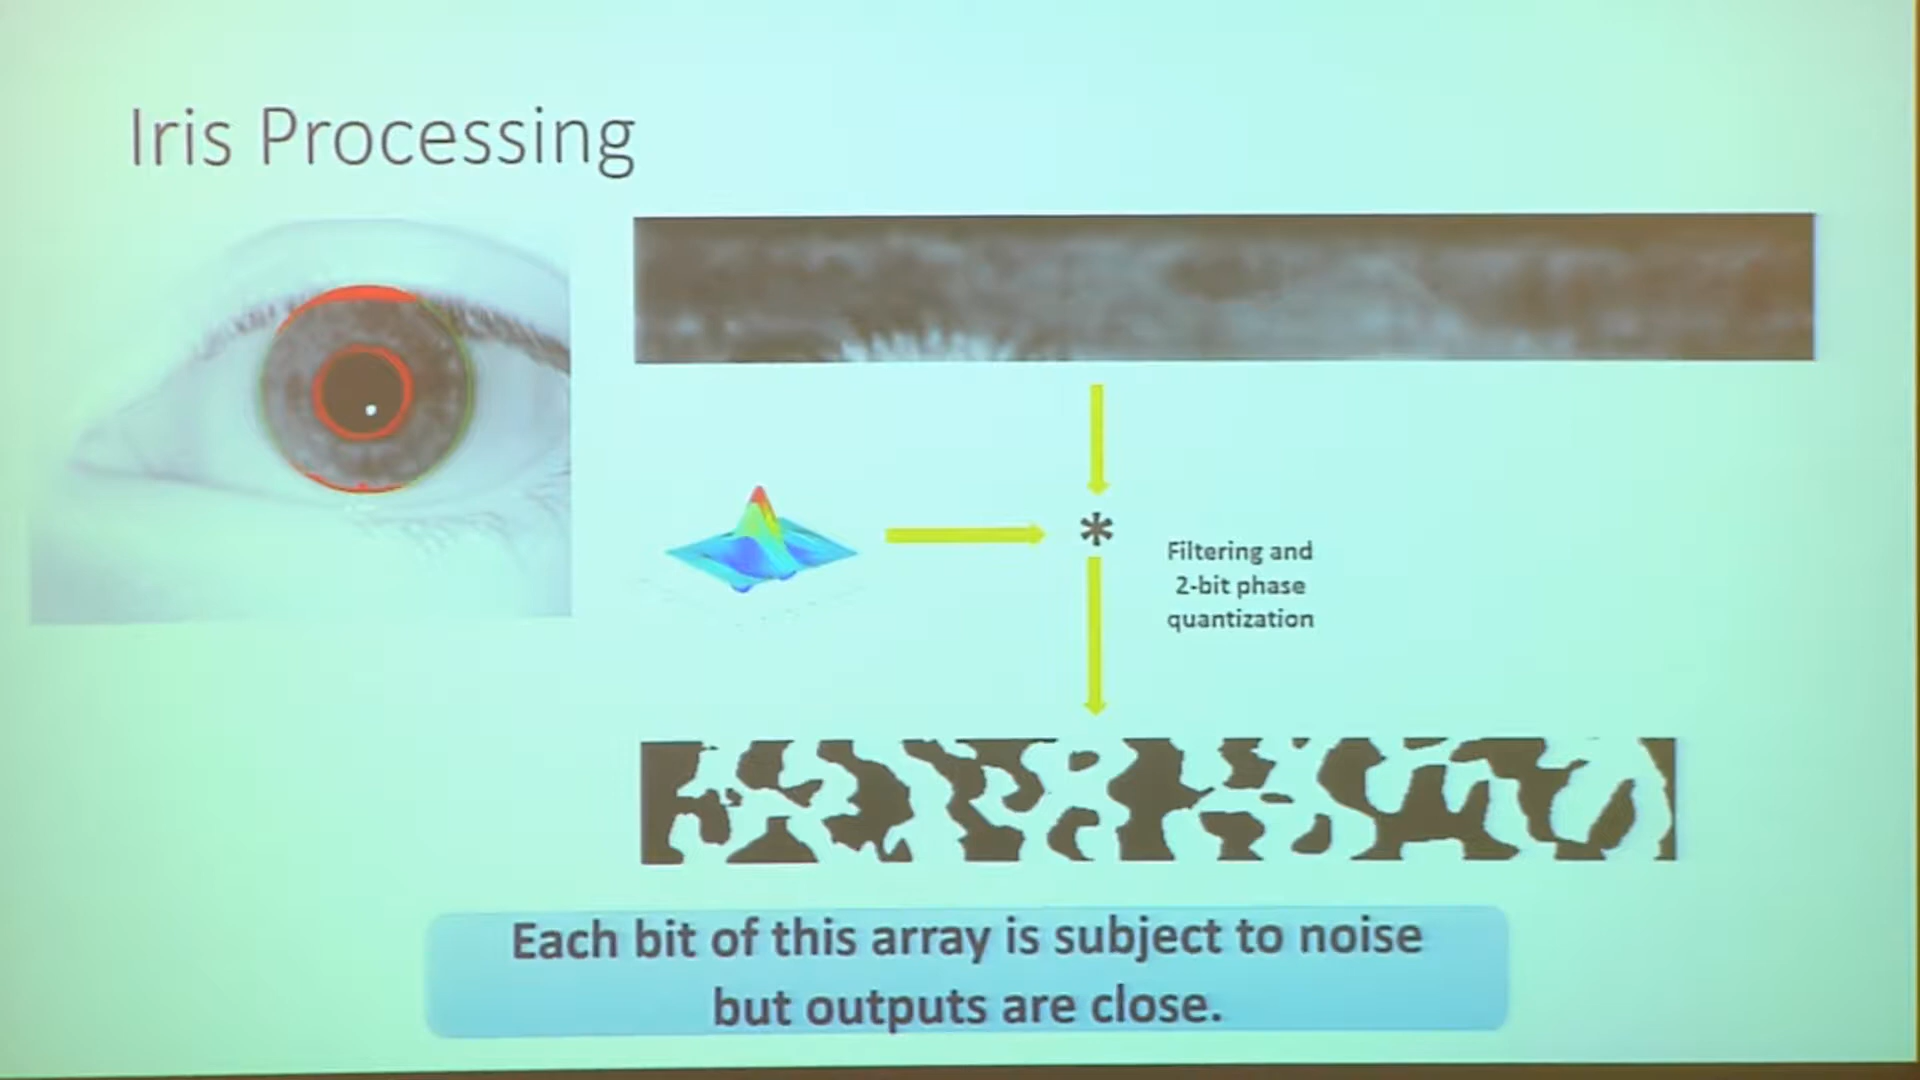 Iris Processing
*
Filtering and
2-bit phase
quantization
Each bit of this array is subject to noise
but outputs are close.